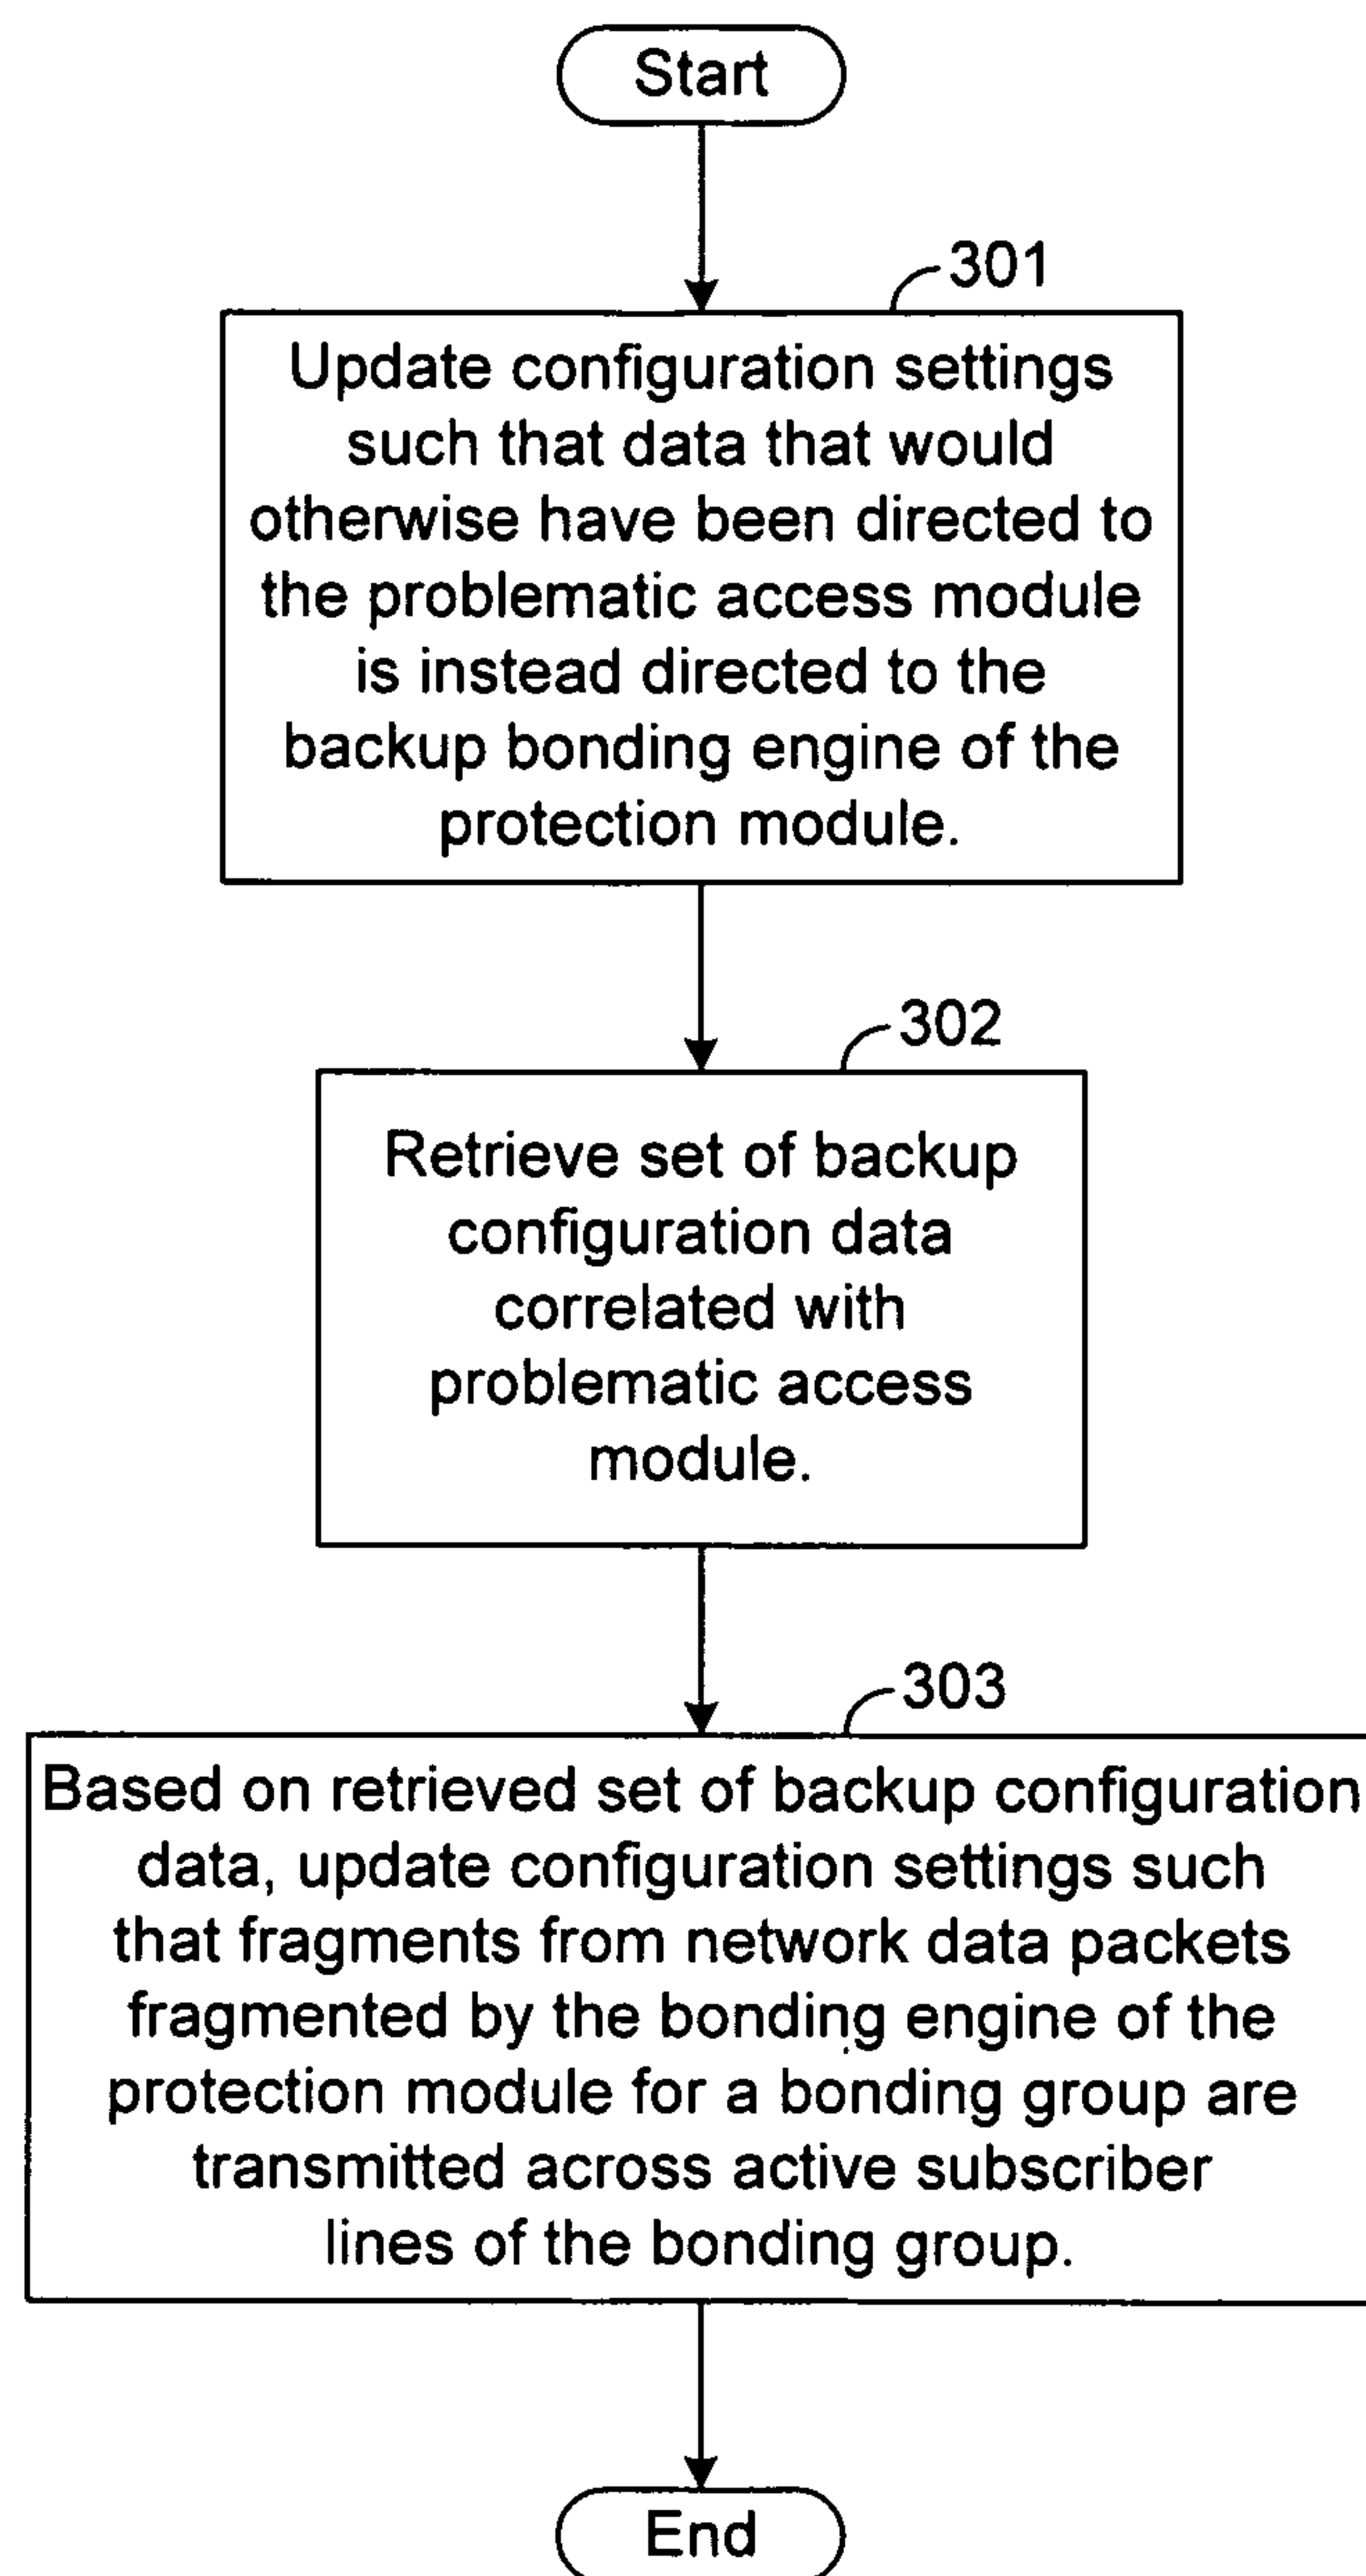 Start
301
Update configuration settings
such that data that would
otherwise have been directed to
the problematic access module
is instead directed to the
backup bonding engine of the
protection module.
302
Retrieve set of backup
configuration data
correlated with
problematic access
module.
303
Based on retrieved set of backup configuration
data, update configuration settings such
that fragments from network data packets
fragmented by the bonding engine of the
protection module for a bonding group are
transmitted across active subscriber
lines of the bonding group.
End